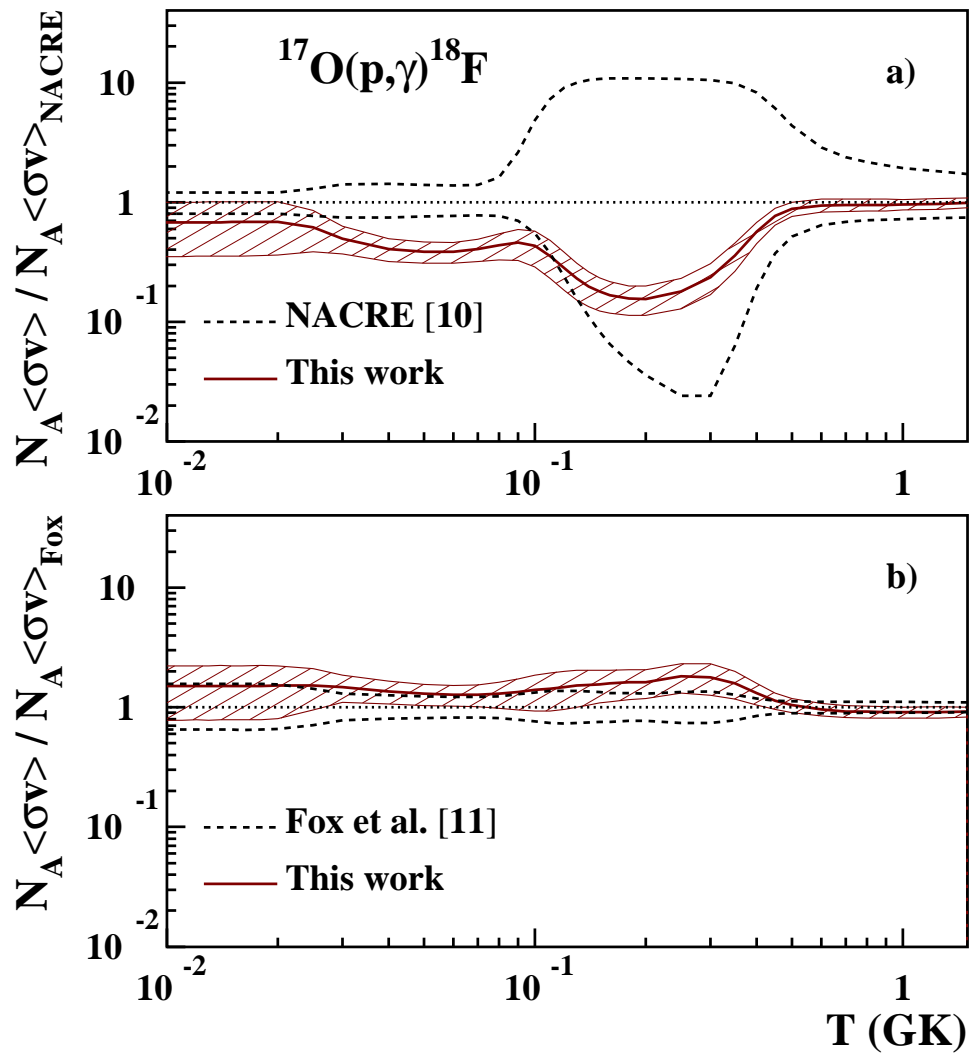 ¹⁷O(p,γ)¹⁸F
a)
N_A <σv> / N_A <σv>_NACRE
10
1
10⁻¹
10⁻²
NACRE [10]
This work
10⁻² 10⁻¹ 1
b)
N_A <σv> / N_A <σv>_Fox
10
1
10⁻¹
10⁻²
Fox et al. [11]
This work
10⁻² 10⁻¹ 1
T (GK)